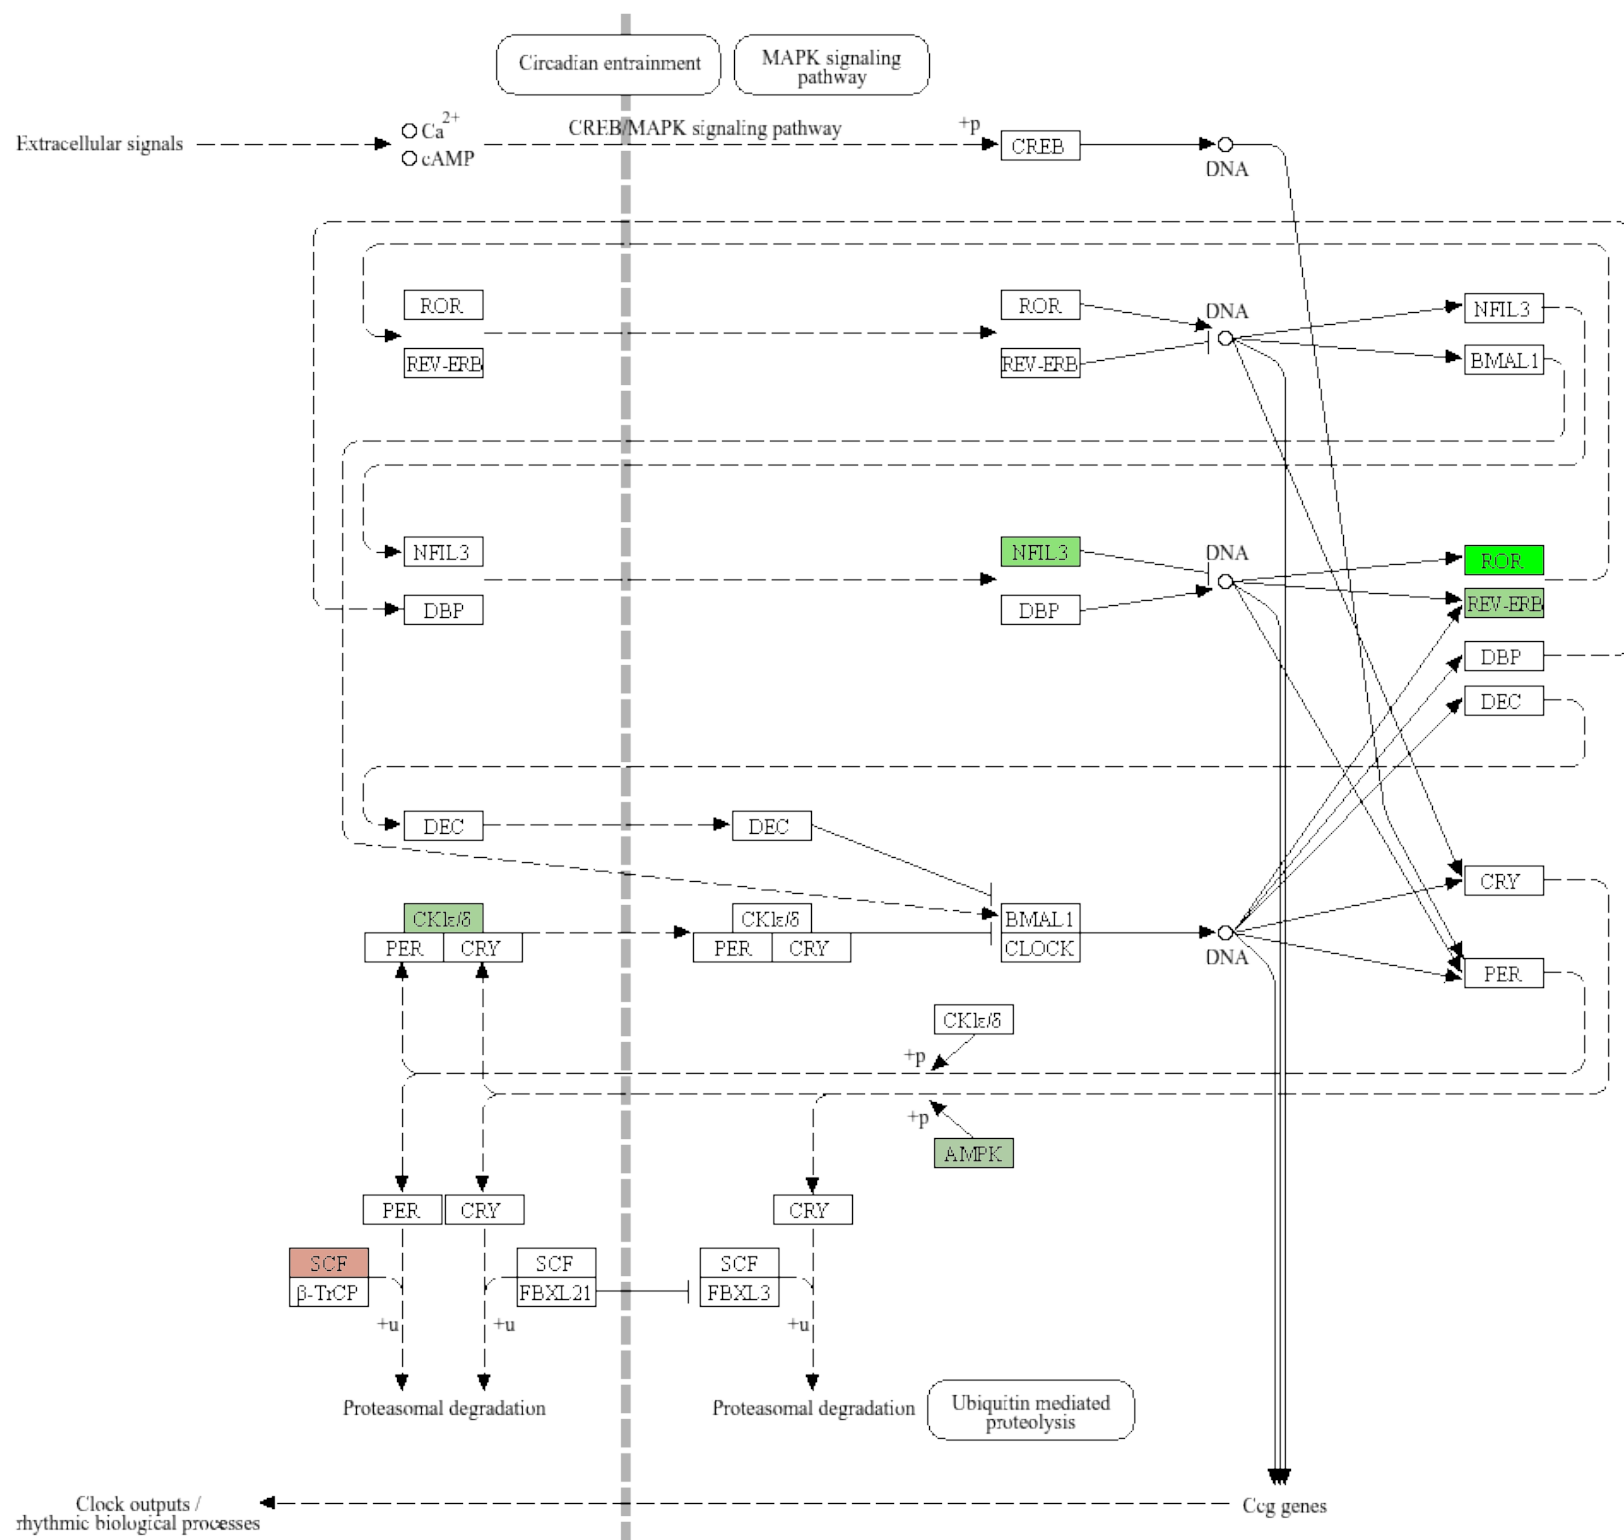 Circadian entrainment
MAPK signaling
pathway
Extracellular signals
Ca2+
cAMP
CREB/MAPK signaling pathway
+p
CREB
DNA
ROR
REV-ERB
ROR
REV-ERB
DNA
NFIL3
BMAL1
NFIL3
DBP
NFIL3
DBP
DNA
ROR
REV-ERB
DBP
DEC
DEC
DEC
CKIε/δ
PER
CRY
CKIε/δ
PER
CRY
BMAL1
CLOCK
DNA
CRY
PER
CKIε/δ
+p
+p
AMPK
PER
CRY
CRY
SCF
β-TrCP
SCF
FBXL21
SCF
FBXL3
+u
+u
+u
Proteasomal degradation
Proteasomal degradation
Ubiquitin mediated
proteolysis
Clock outputs /
rhythmic biological processes
Ccg genes